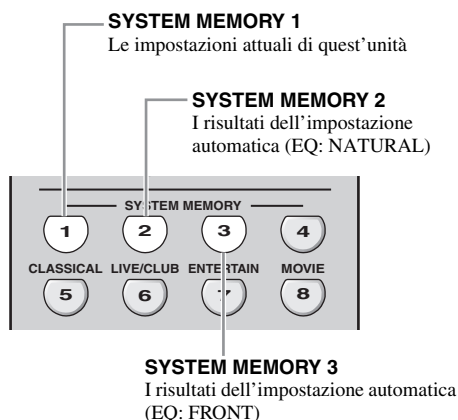 SYSTEM MEMORY 1
Le impostazioni attuali di quest'unità
SYSTEM MEMORY 2
I risultati dell'impostazione
automatica (EQ: NATURAL)
SYSTEM MEMORY
1 2 3 4
CLASSICAL LIVE/CLUB ENTERTAIN MOVIE
5 6 7 8
SYSTEM MEMORY 3
I risultati dell'impostazione automatica
(EQ: FRONT)